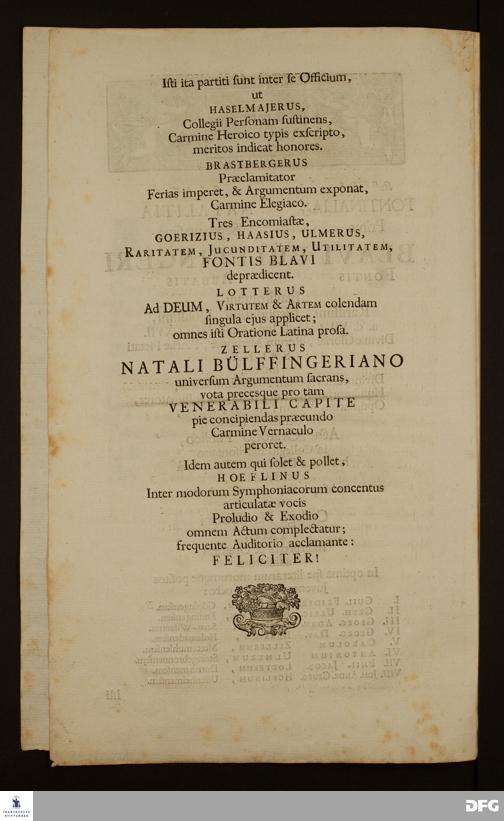 Iſti ita partiti ſunt inter ſe Officium,
ut
HASELMAJERUS,
Collegii Perſonam ſuſtinens,
Carmine Heroico typis exſcripto,
meritos indicat honores.
BRASTBERGERUS
Præclamitator
Ferias imperet, & Argumentum exponat,
Carmine Elegiaco.
Tres Encomiaſtæ,
GOERIZIUS, HAASIUS, ULMERUS,
RARITATEM, JUCUNDITATEM, UTILITATEM,
FONTIS BLAVI
deprædicent.
LOTTERUS
Ad DEUM, VIRTUTEM & ARTEM colendam
ſingula ejus applicet;
omnes iſti Oratione Latina proſa.
ZELLERUS
NATALI BÜLFFINGERIANO
univerſum Argumentum ſacrans,
vota precesque pro tam
VENERABILI CAPITE
pie concipiendas præeundo
Carmine Vernaculo
peroret.
Idem autem qui ſolet & pollet,
HOEFLINUS
Inter modorum Symphoniacorum concentus
articulatæ vocis
Proludio & Exodio
omnem Actum complectatur;
frequente Auditorio acclamante:
FELICITER!
FRANCKESCHE
STIFTUNGEN
DFG